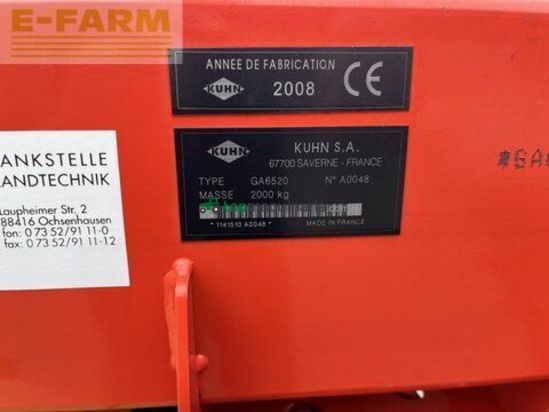 E-FARM
ANNEE DE FABRICATION
KUHN
2008
CE
KUHN
KUHN S.A.
67700 SAVERNE - FRANCE
TYPE GA6520 N° A0048
MASSE 2000 kg
* 1141510 A0048 *
MADE IN FRANCE
ANKSTELLE
ANDTECHNIK
Laupheimer Str. 2
88416 Ochsenhausen
fon: 0 73 52/91 11-0
fax: 0 73 52/91 11-12